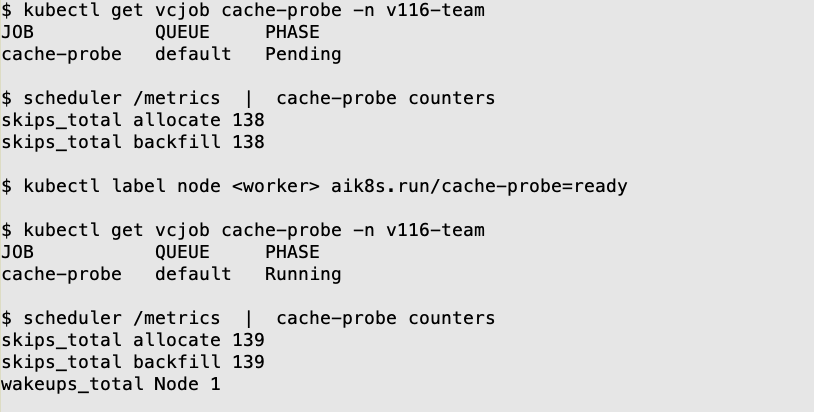 $ kubectl get vcjob cache-probe -n v116-team
JOB           QUEUE     PHASE
cache-probe   default   Pending
$ scheduler /metrics  |  cache-probe counters
skips_total allocate 138
skips_total backfill 138
$ kubectl label node <worker> aik8s.run/cache-probe=ready
$ kubectl get vcjob cache-probe -n v116-team
JOB           QUEUE     PHASE
cache-probe   default   Running
$ scheduler /metrics  |  cache-probe counters
skips_total allocate 139
skips_total backfill 139
wakeups_total Node 1